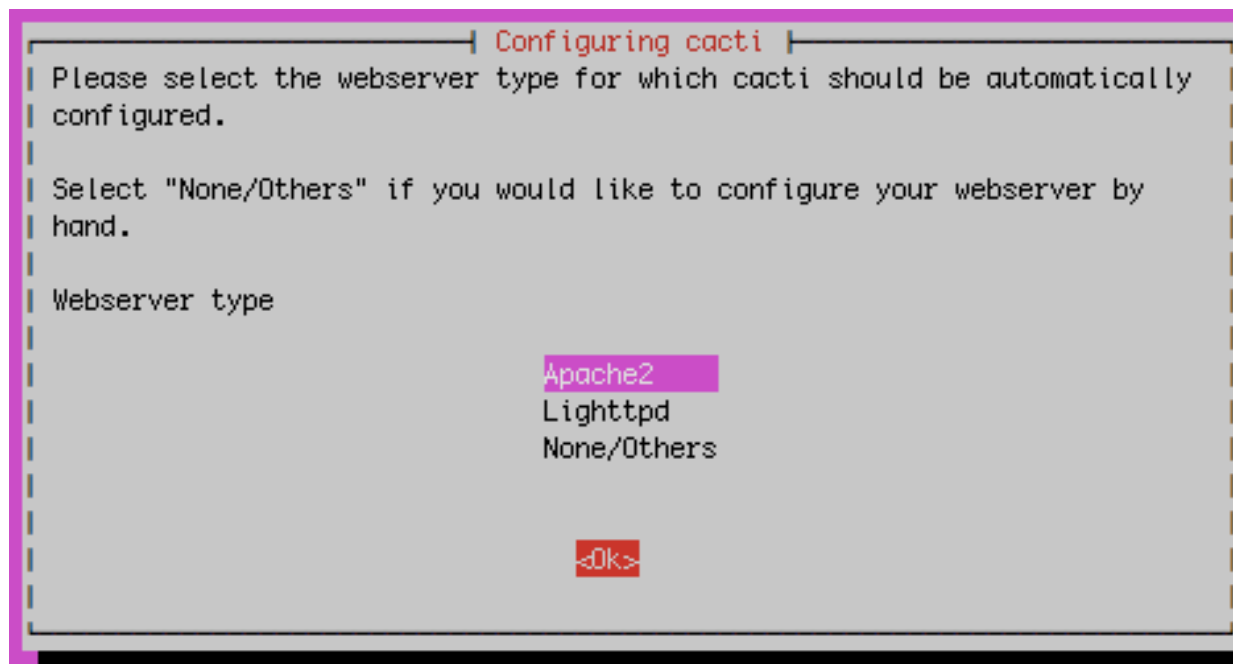 Configuring cacti
Please select the webserver type for which cacti should be automatically
configured.
Select "None/Others" if you would like to configure your webserver by
hand.
Webserver type
Apache2
Lighttpd
None/Others
<Ok>